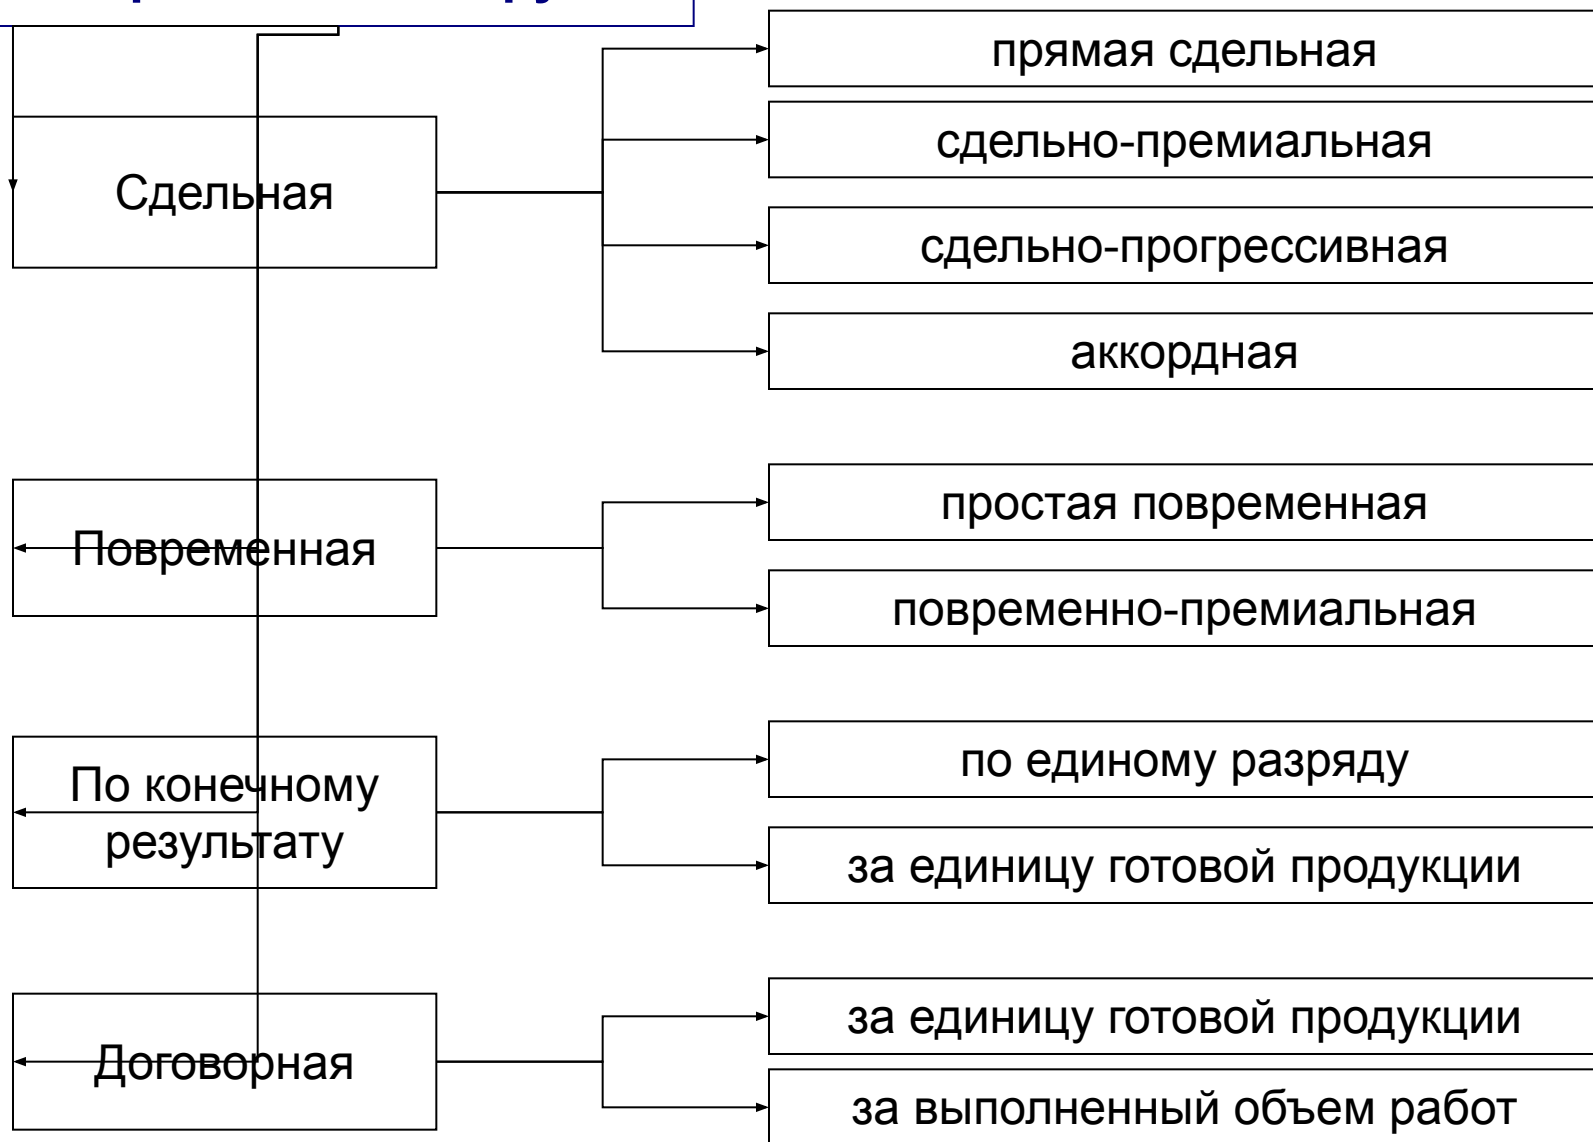 Сдельная
прямая сдельная
сдельно-премиальная
сдельно-прогрессивная
аккордная
Повременная
простая повременная
повременно-премиальная
По конечному
результату
по единому разряду
за единицу готовой продукции
Договорная
за единицу готовой продукции
за выполненный объем работ